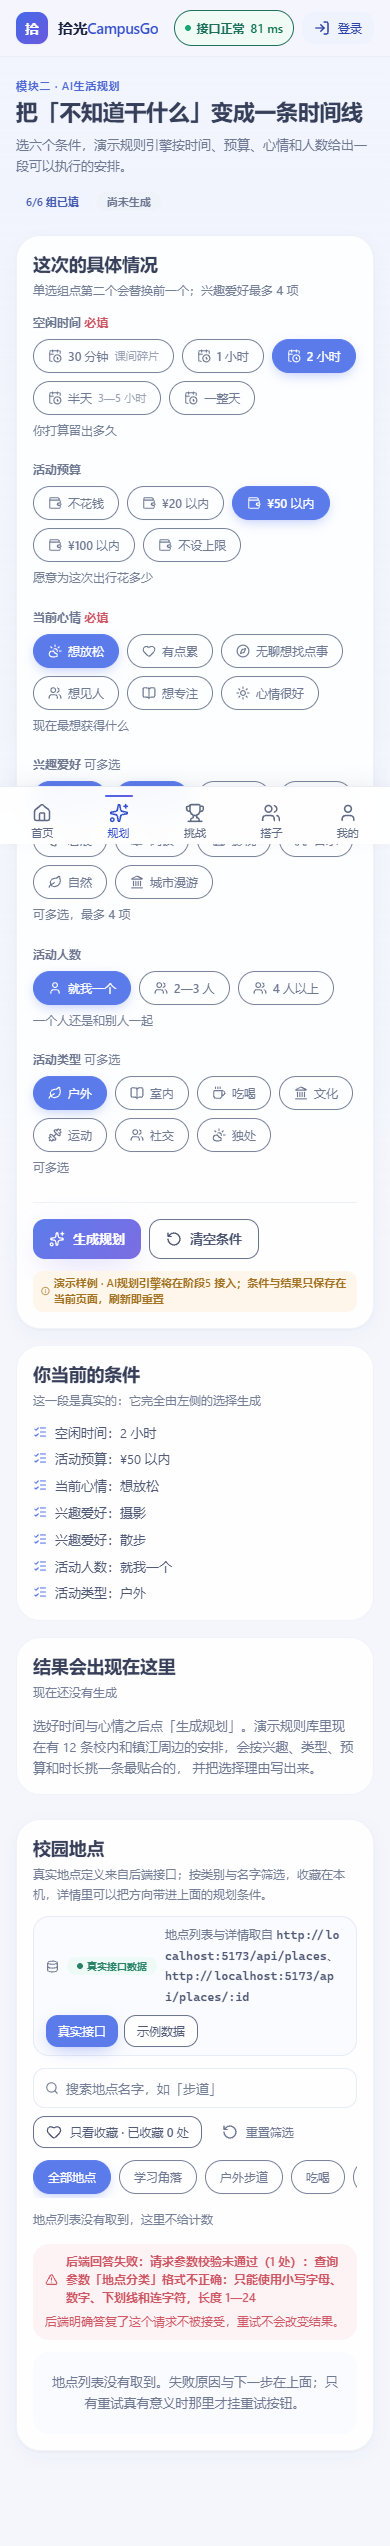 拾 拾光CampusGo 接口正常 81 ms 登录
模块二 · AI生活规划
把「不知道干什么」变成一条时间线
选六个条件，演示规则引擎按时间、预算、心情和人数给出一
段可以执行的安排。
6/6 组已填 尚未生成
这次的具体情况
单选组点第二个会替换前一个；兴趣爱好最多 4 项
空闲时间 必填
30 分钟 课间碎片 1 小时 2 小时
半天 3—5 小时 一整天
你打算留出多久
活动预算
不花钱 ¥20 以内 ¥50 以内
¥100 以内 不设上限
愿意为这次出行花多少
当前心情 必填
想放松 有点累 无聊想找点事
想见人 想专注 心情很好
现在最想获得什么
兴趣爱好 可多选
首页 规划 挑战 搭子 我的
自然 城市漫游
可多选，最多 4 项
活动人数
就我一个 2—3 人 4 人以上
一个人还是和别人一起
活动类型 可多选
户外 室内 吃喝 文化
运动 社交 独处
可多选
生成规划 清空条件
演示样例 · AI规划引擎将在阶段5 接入；条件与结果只保存在
当前页面，刷新即重置
你当前的条件
这一段是真实的：它完全由左侧的选择生成
空闲时间：2 小时
活动预算：¥50 以内
当前心情：想放松
兴趣爱好：摄影
兴趣爱好：散步
活动人数：就我一个
活动类型：户外
结果会出现在这里
现在还没有生成
选好时间与心情之后点「生成规划」。演示规则库里现
在有 12 条校内和镇江周边的安排，会按兴趣、类型、预
算和时长挑一条最贴合的， 并把选择理由写出来。
校园地点
真实地点定义来自后端接口；按类别与名字筛选，收藏在本
机，详情里可以把方向带进上面的规划条件。
真实接口数据
地点列表与详情取自 http://lo
calhost:5173/api/places、
http://localhost:5173/ap
i/places/:id
真实接口 示例数据
搜索地点名字，如「步道」
只看收藏 · 已收藏 0 处 重置筛选
全部地点 学习角落 户外步道 吃喝
地点列表没有取到，这里不给计数
后端回答失败：请求参数校验未通过（1 处）：查询
参数「地点分类」格式不正确：只能使用小写字母、
数字、下划线和连字符，长度 1—24
后端明确答复了这个请求不被接受，重试不会改变结果。
地点列表没有取到。失败原因与下一步在上面；只
有重试真有意义时那里才挂重试按钮。